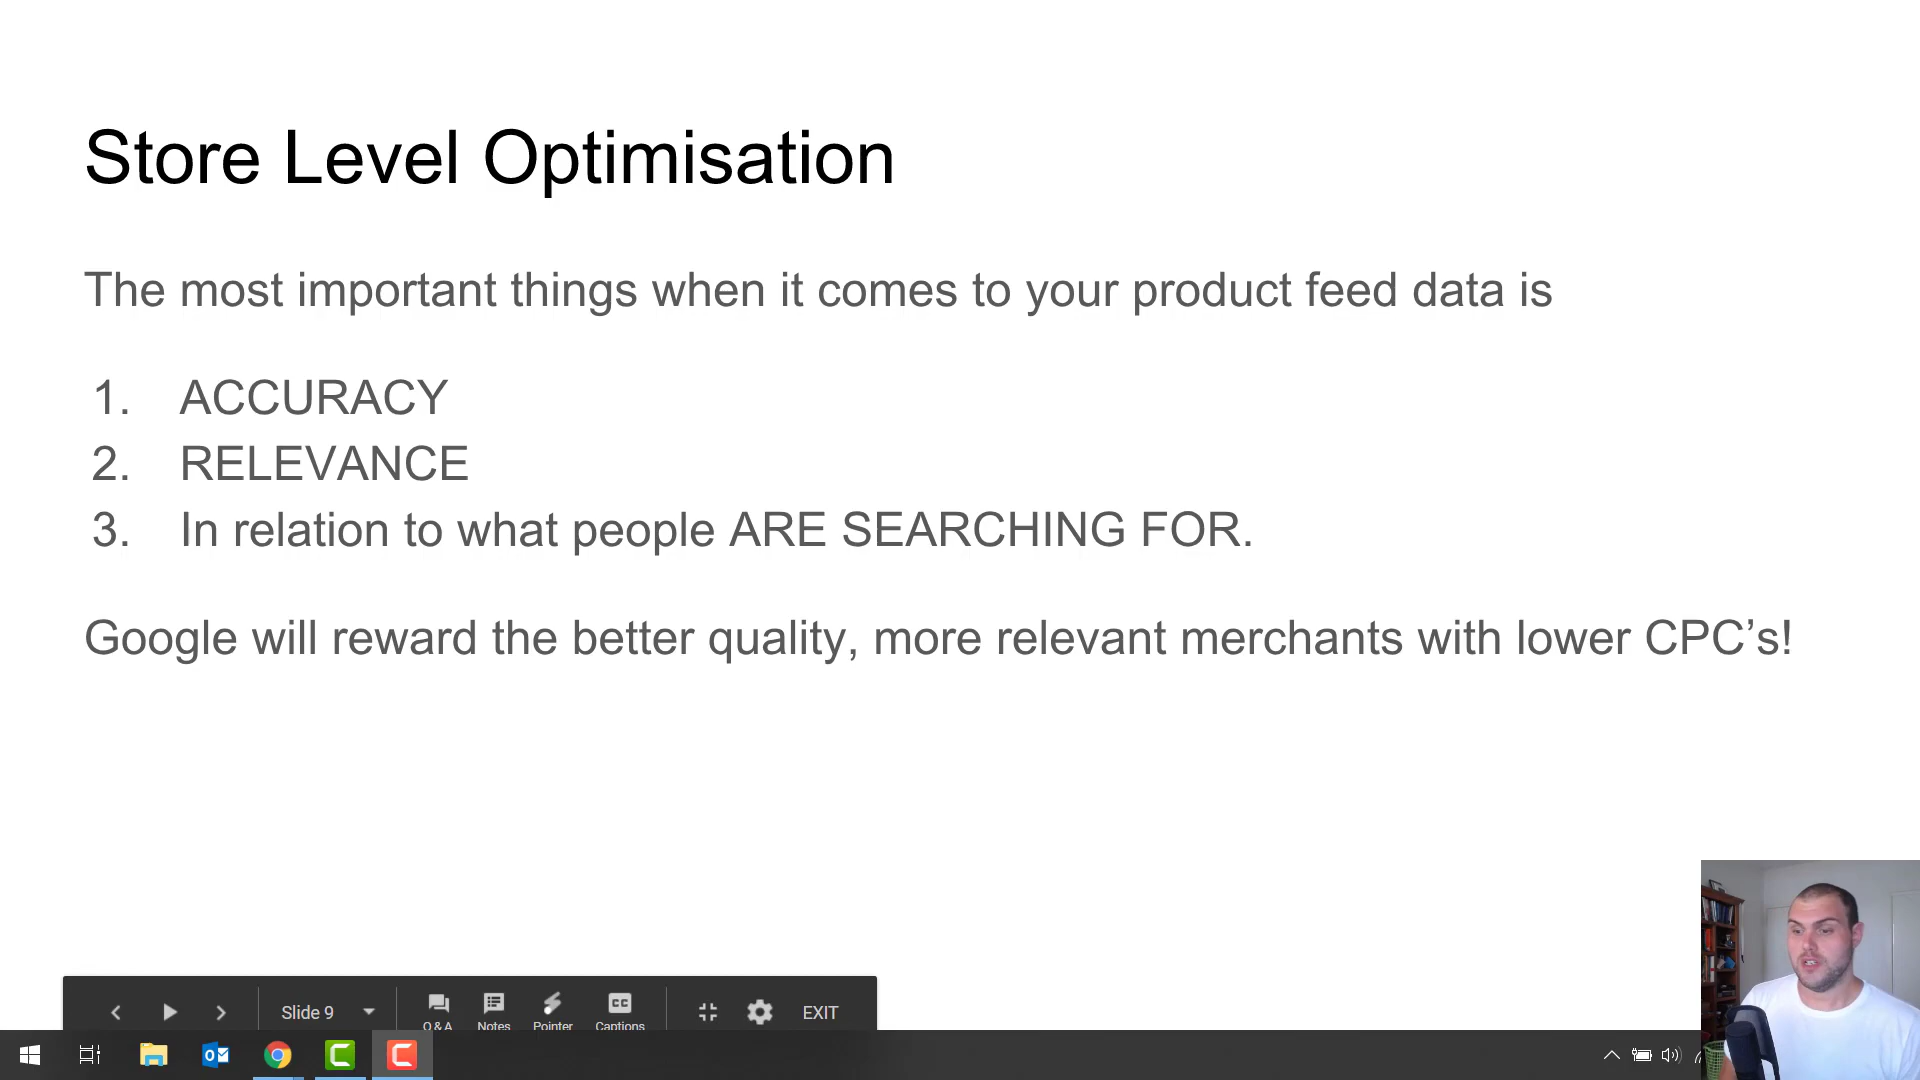 Store Level Optimisation
The most important things when it comes to your product feed data is
1. ACCURACY
2. RELEVANCE
3. In relation to what people ARE SEARCHING FOR.
Google will reward the better quality, more relevant merchants with lower CPC’s!
Slide 9
Q & A
Notes
Pointer
CC
Captions
EXIT